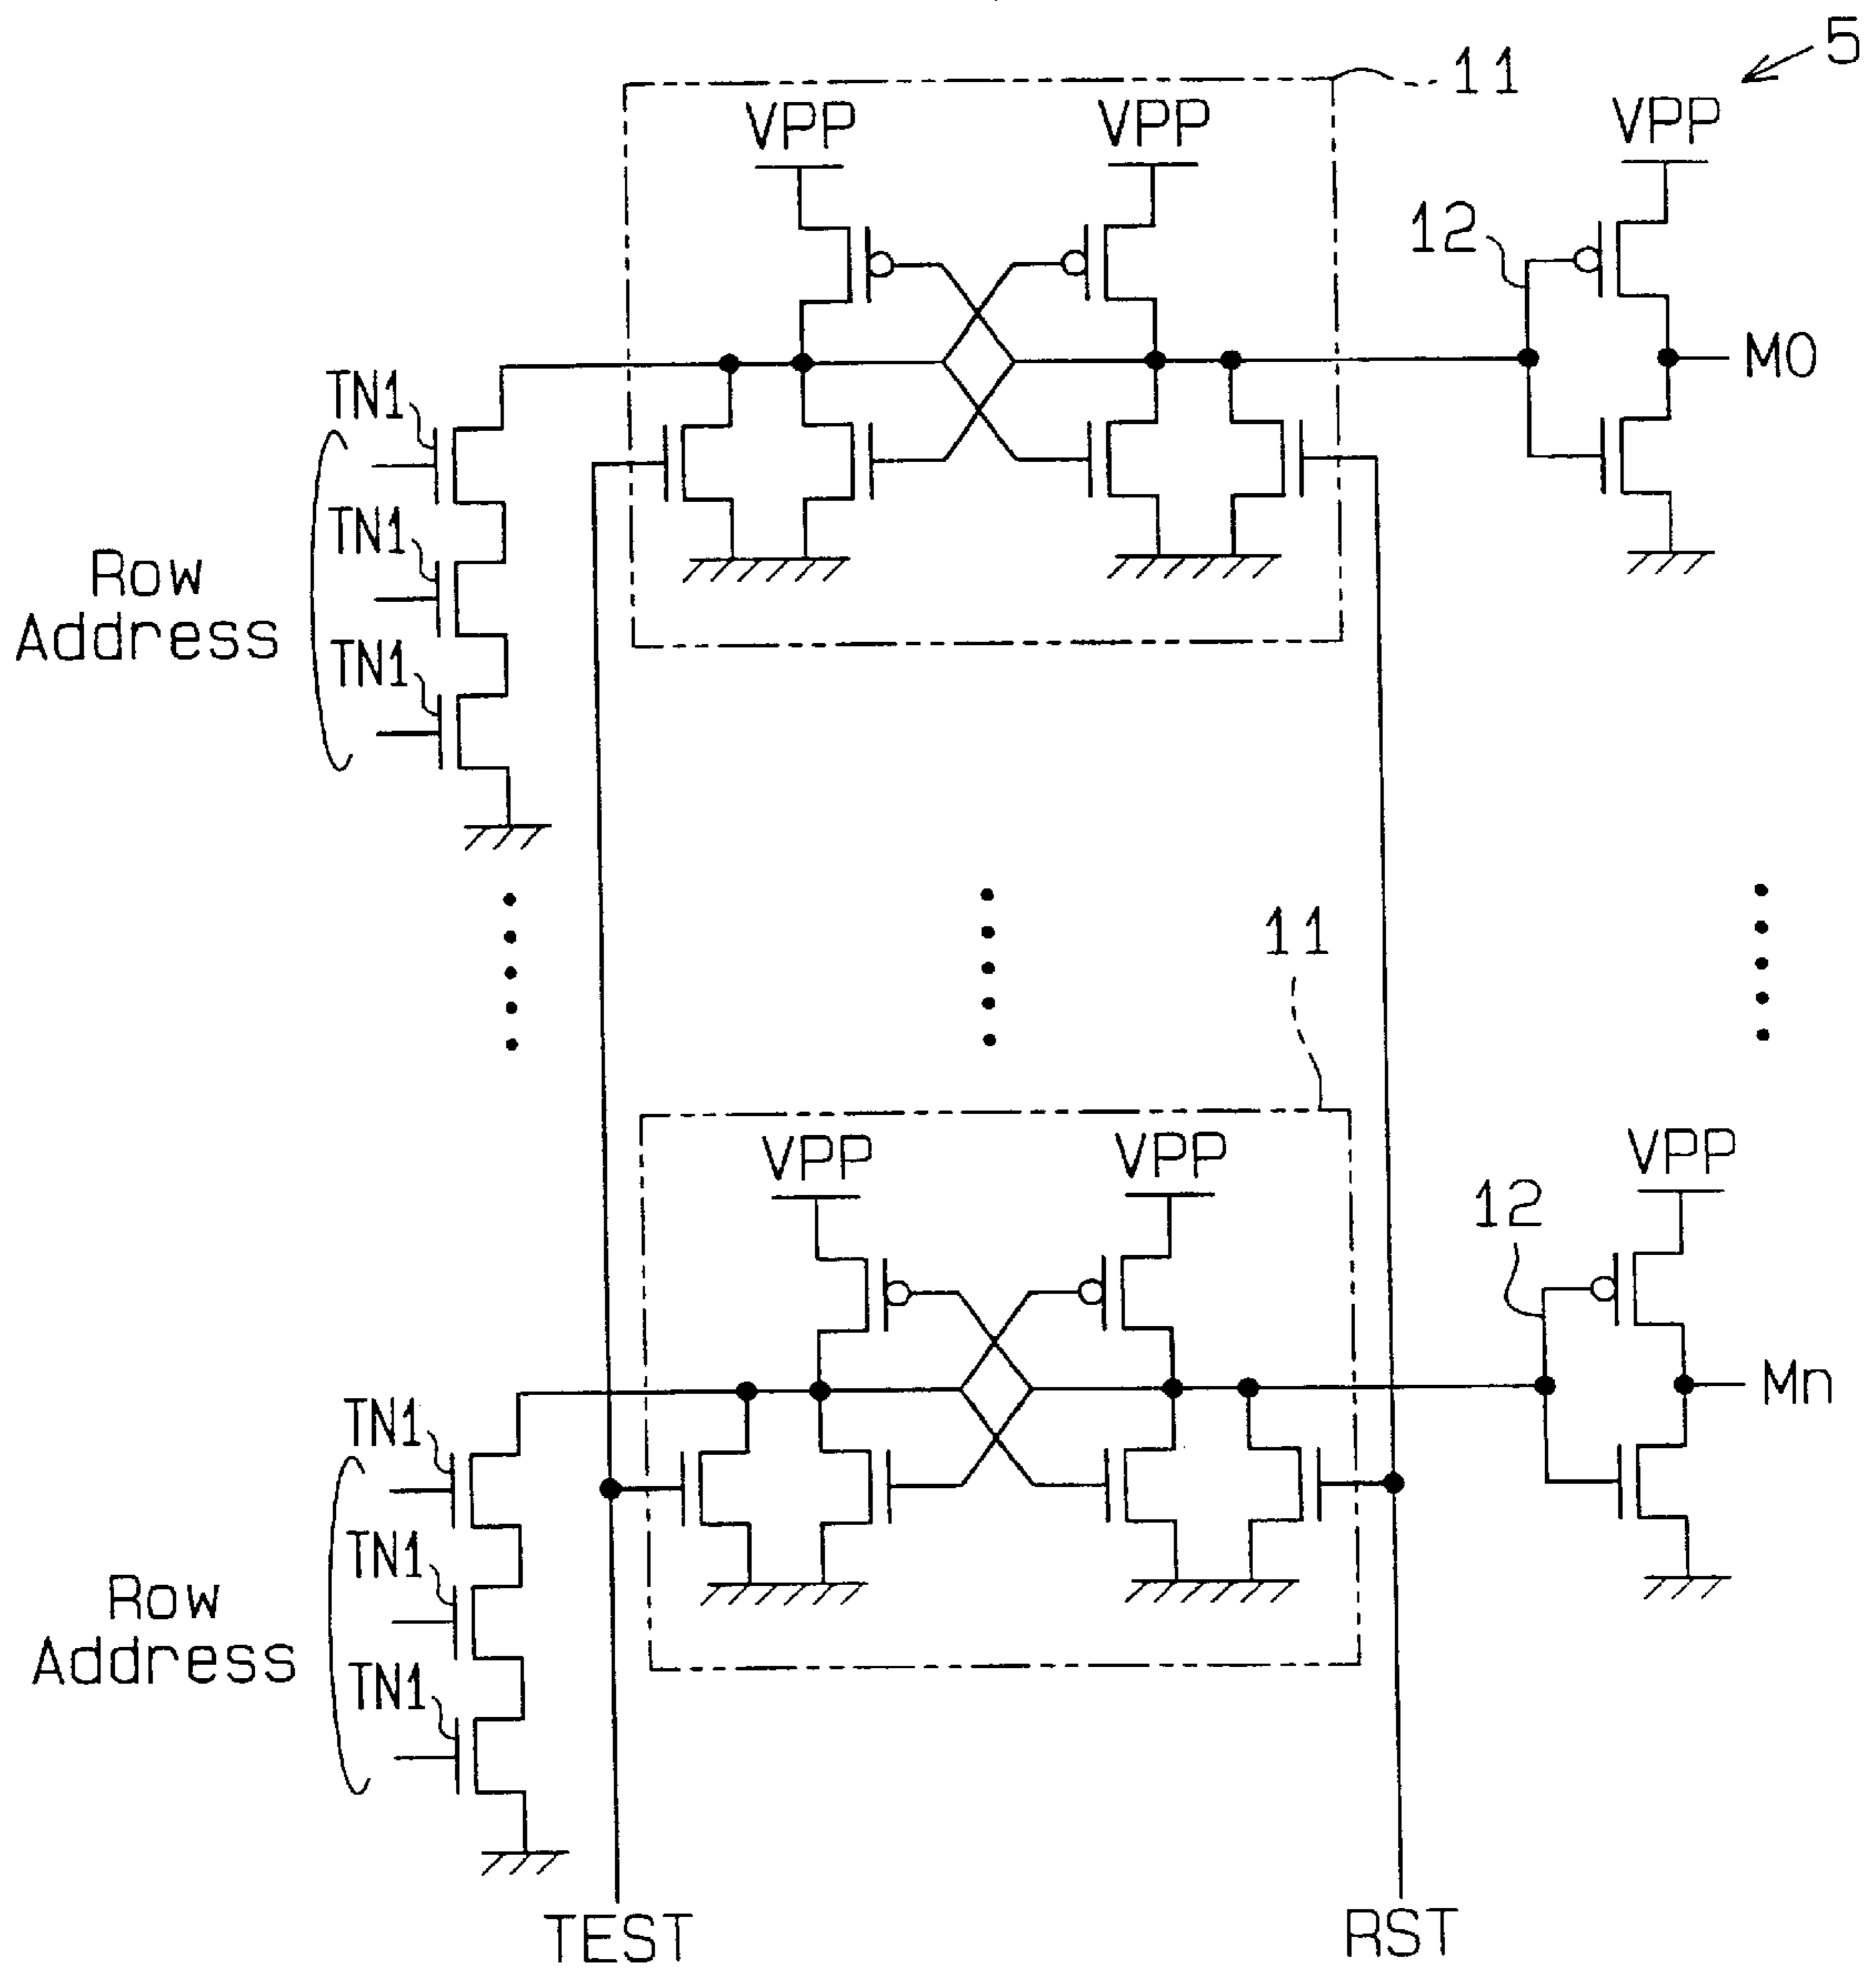 5
11
VPP
VPP
VPP
12
M0
TN1
TN1
TN1
Row
Address
11
VPP
VPP
VPP
12
Mn
TN1
TN1
TN1
Row
Address
TEST
RST